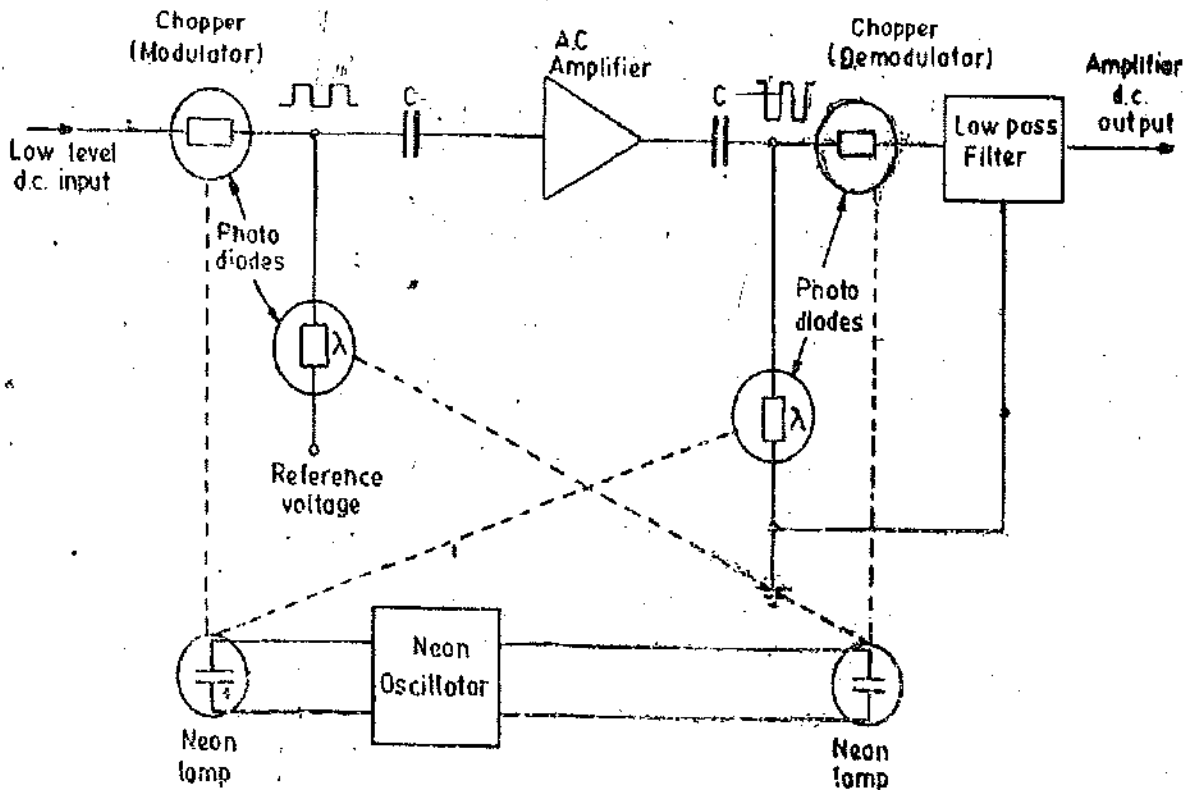 Chopper
(Modulator)
A.C
Amplifier
Chopper
(Demodulator)
Amplifier
d.c.
output
C
C
Low level
d.c. input
Low pass
Filter
Photo
diodes
λ
Photo
diodes
λ
Reference
voltage
Neon
Oscillotor
Neon
lamp
Neon
lamp